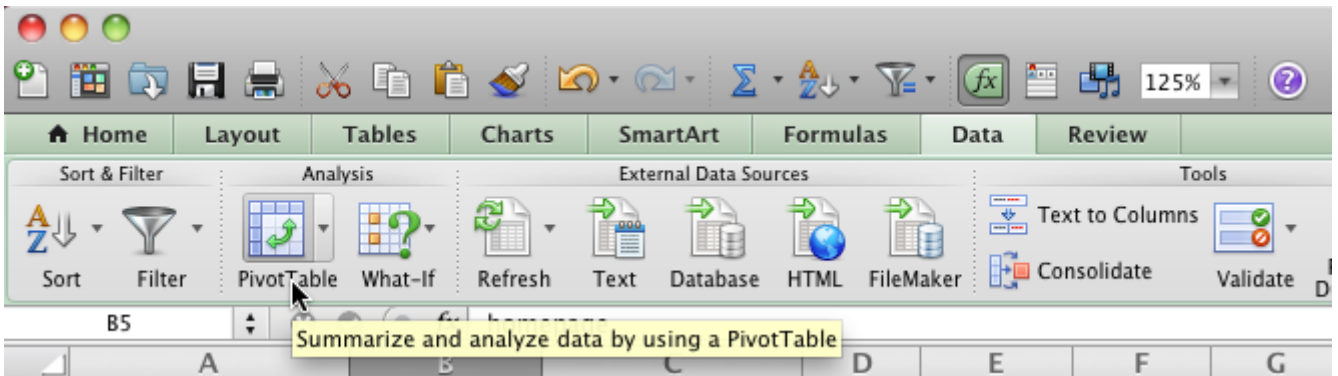 125%
Home Layout Tables Charts SmartArt Formulas Data Review
Sort & Filter Analysis External Data Sources Tools
Text to Columns
Consolidate
Sort Filter PivotTable What-If Refresh Text Database HTML FileMaker Validate
B5 fx homepage
Summarize and analyze data by using a PivotTable
A B C D E F G